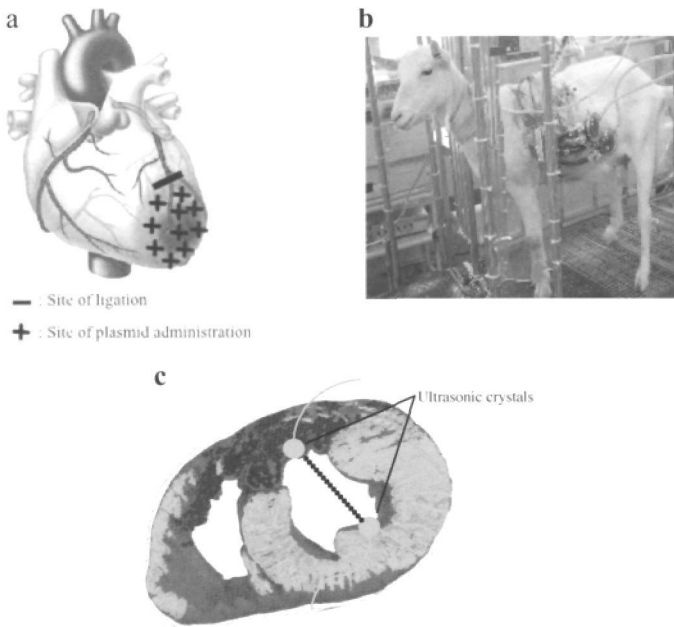 a
b
: Site of ligation
: Site of plasmid administration
c
Ultrasonic crystals